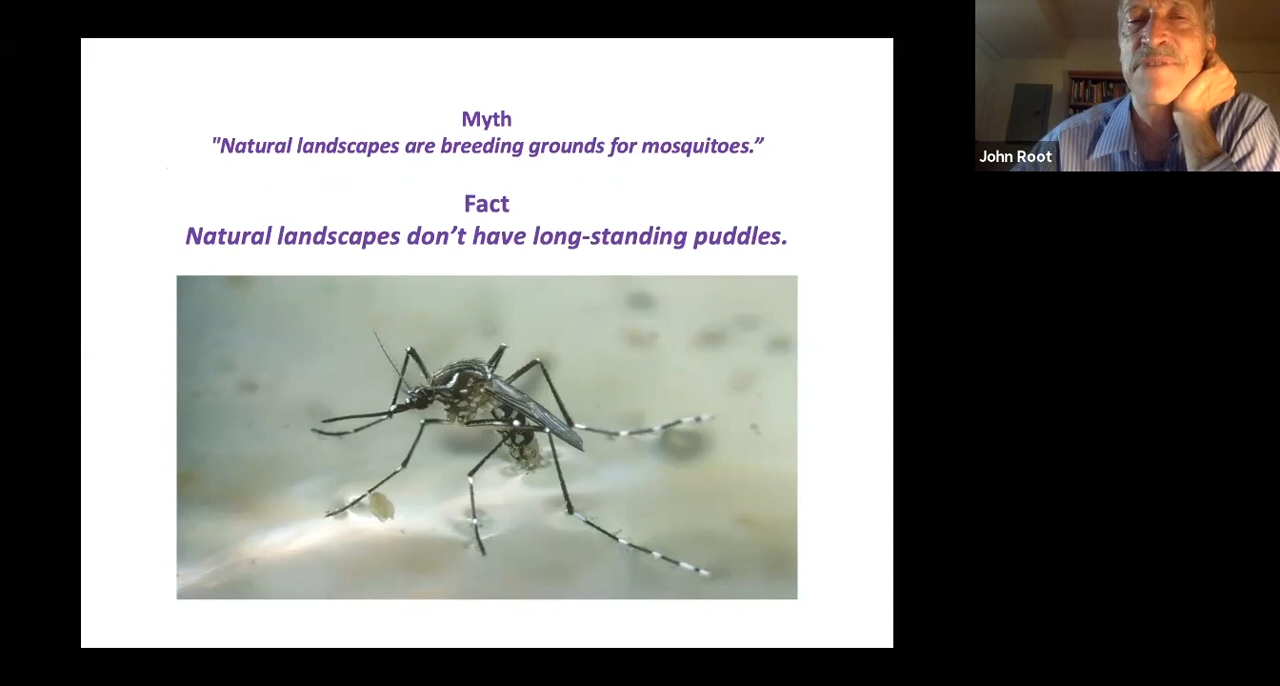 Myth
"Natural landscapes are breeding grounds for mosquitoes.”
Fact
Natural landscapes don’t have long-standing puddles.
John Root